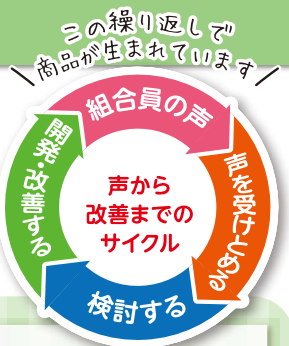 この繰り返しで
商品が生まれています
組合員の声
声を受けとめる
検討する
開発・改善する
声から
改善までの
サイクル